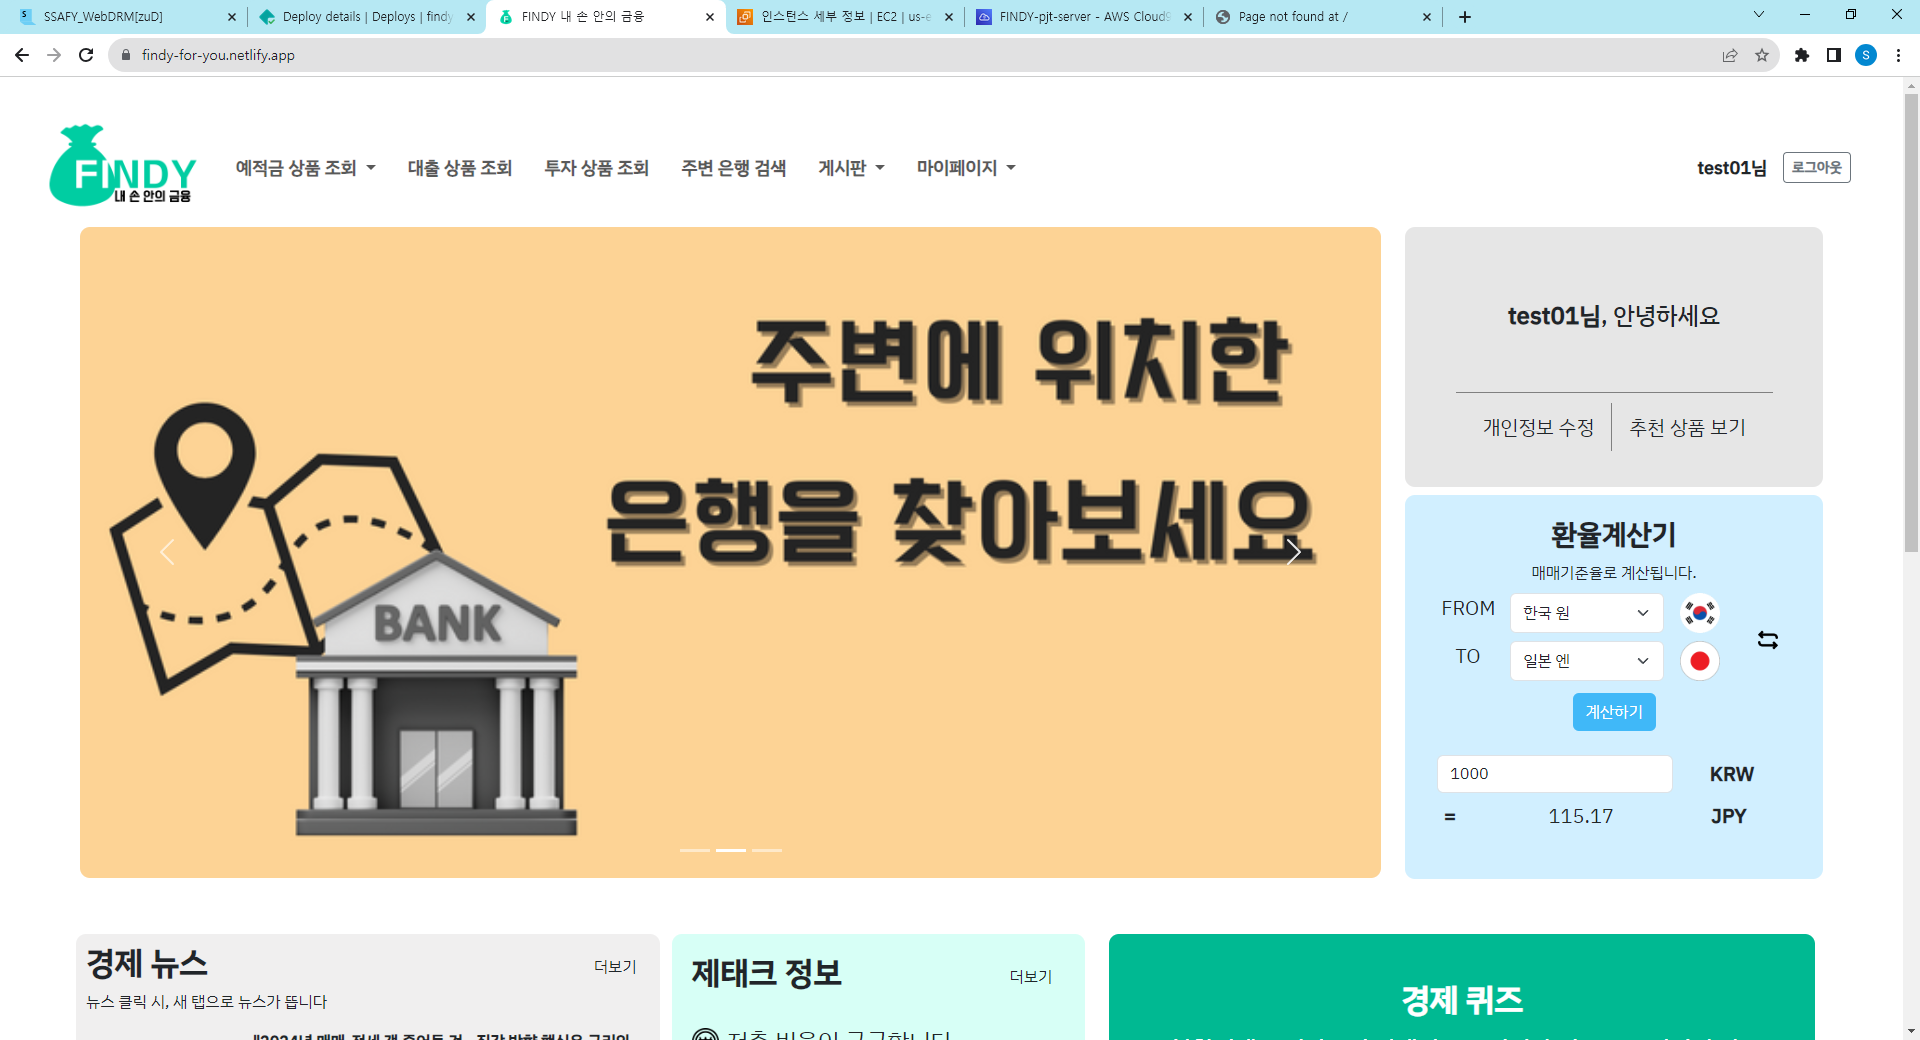 SSAFY_WebDRM[zuD]
Deploy details | Deploys | findy
FINDY 내 손 안의 금융
인스턴스 세부 정보 | EC2 | us-e
FINDY-pjt-server - AWS Cloud9
Page not found at /
findy-for-you.netlify.app
S
FINDY
내 손 안의 금융
예적금 상품 조회
대출 상품 조회
투자 상품 조회
주변 은행 검색
게시판
마이페이지
test01님
로그아웃
주변에 위치한
은행을 찾아보세요
BANK
test01님, 안녕하세요
개인정보 수정
추천 상품 보기
환율계산기
매매기준율로 계산됩니다.
FROM
한국 원
TO
일본 엔
계산하기
1000
KRW
=
115.17
JPY
경제 뉴스
더보기
뉴스 클릭 시, 새 탭으로 뉴스가 뜹니다
제태크 정보
더보기
경제 퀴즈